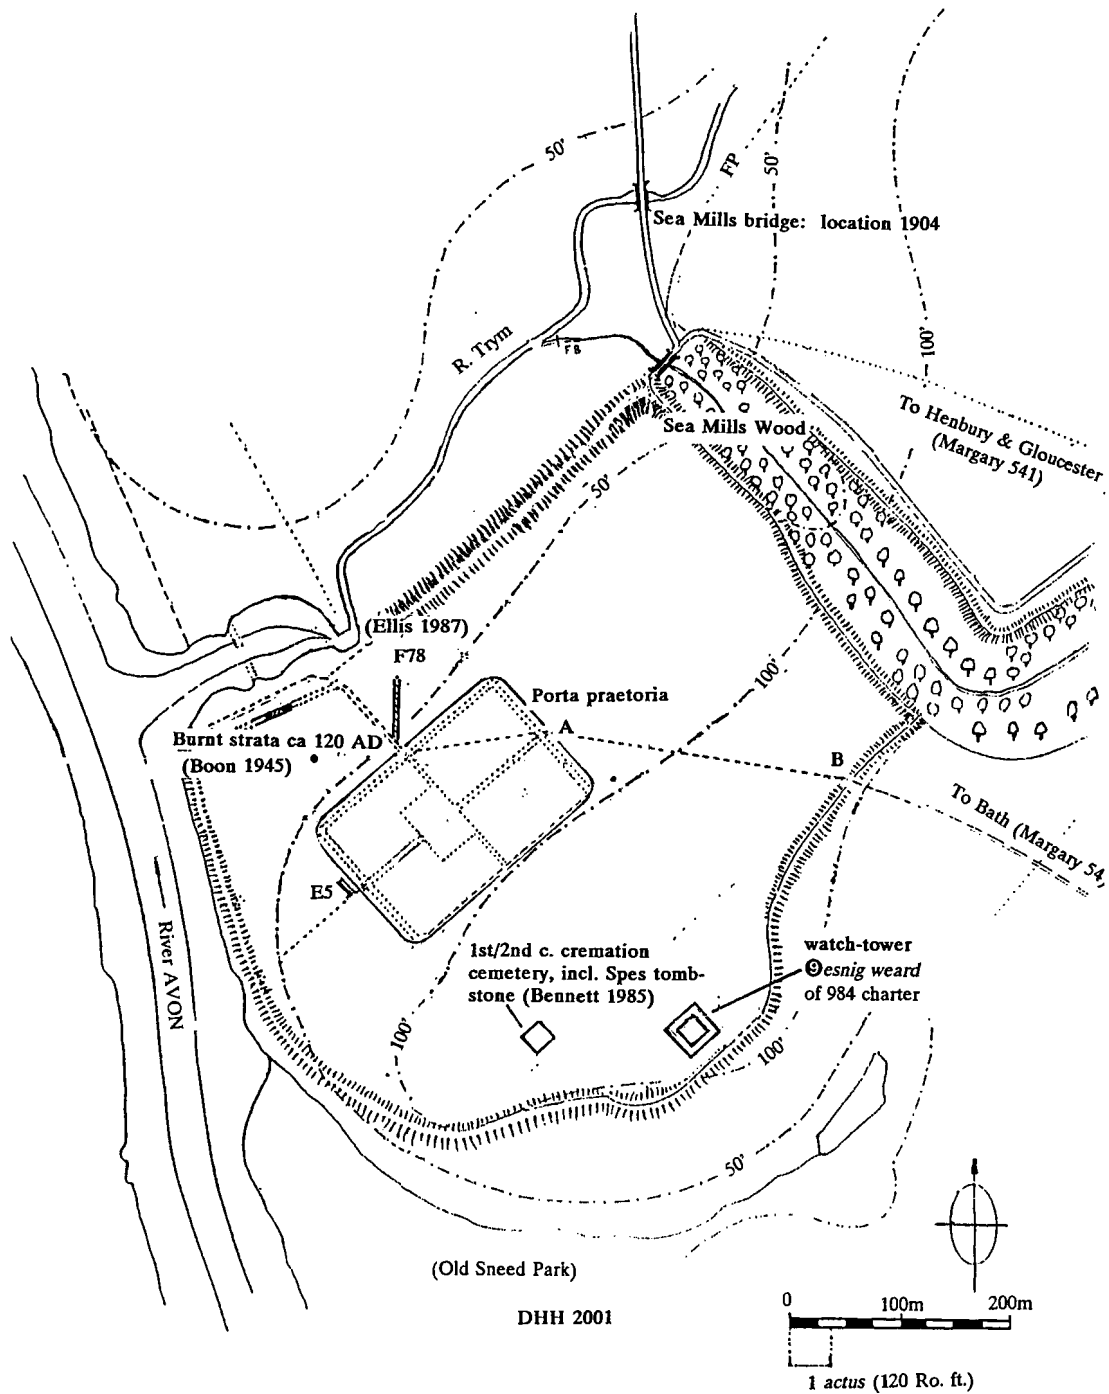 50'
FP
50'
Sea Mills bridge: location 1904
R. Trym
FB
100'
To Henbury & Gloucester
(Margary 541)
Sea Mills Wood
50'
(Ellis 1987)
F78
100'
Porta praetoria
A
Burnt strata ca 120 AD
(Boon 1945)
B
To Bath (Margary 54
E5
River AVON
1st/2nd c. cremation
cemetery, incl. Spes tomb-
stone (Bennett 1985)
watch-tower
9 esnig weard
of 984 charter
100'
100'
50'
(Old Sneed Park)
DHH 2001
0 100m 200m
1 actus (120 Ro. ft.)